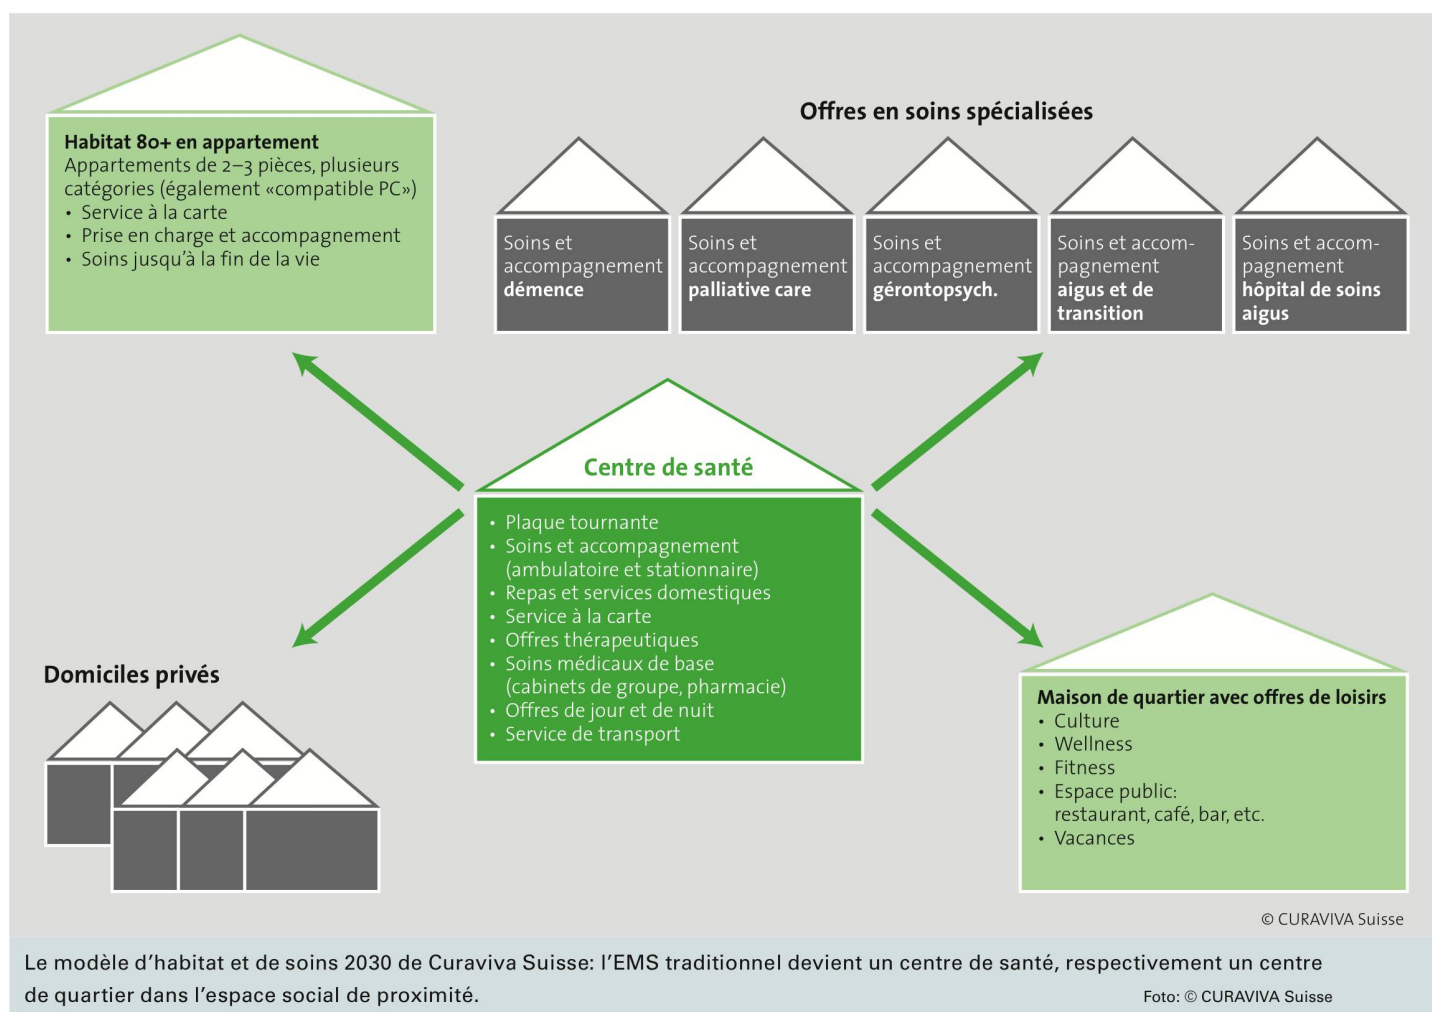 Habitat 80+ en appartement
Appartements de 2–3 pièces, plusieurs
catégories (également «compatible PC»)
• Service à la carte
• Prise en charge et accompagnement
• Soins jusqu’à la fin de la vie
Offres en soins spécialisées
Soins et
accompagnement
démence
Soins et
accompagnement
palliative care
Soins et
accompagnement
gérontopsych.
Soins et accom-
pagnement
aigus et de
transition
Soins et accom-
pagnement
hôpital de soins
aigus
Centre de santé
• Plaque tournante
• Soins et accompagnement
(ambulatoire et stationnaire)
• Repas et services domestiques
• Service à la carte
• Offres thérapeutiques
• Soins médicaux de base
(cabinets de groupe, pharmacie)
• Offres de jour et de nuit
• Service de transport
Domiciles privés
Maison de quartier avec offres de loisirs
• Culture
• Wellness
• Fitness
• Espace public:
restaurant, café, bar, etc.
• Vacances
© CURAVIVA Suisse
Le modèle d’habitat et de soins 2030 de Curaviva Suisse: l’EMS traditionnel devient un centre de santé, respectivement un centre
de quartier dans l’espace social de proximité.
Foto: © CURAVIVA Suisse